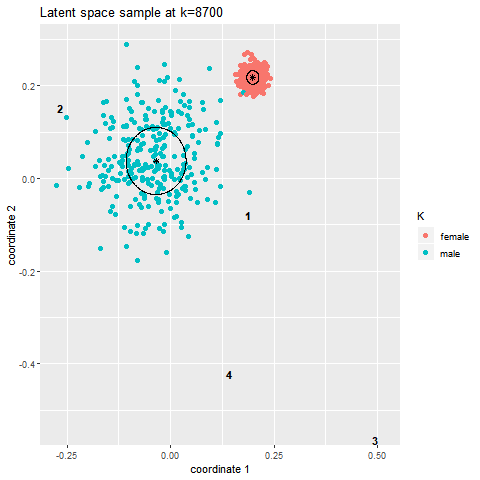 Latent space sample at k=8700
0.2
0.0
-0.2
-0.4
coordinate 2
2
1
4
3
-0.25
0.00
0.25
0.50
coordinate 1
K
female
male